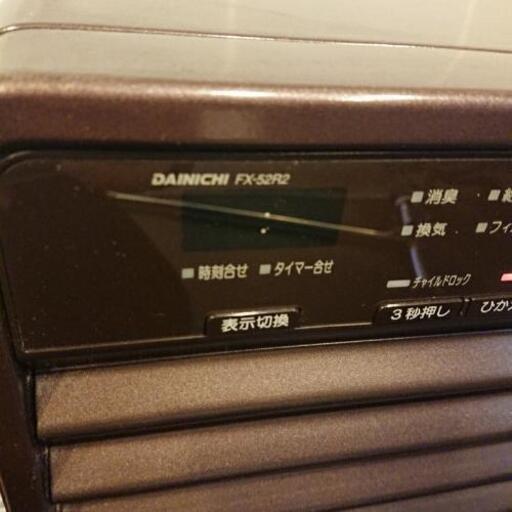 DAINICHI FX-52R2
消臭
換気
時刻合せ タイマー合せ
チャイルドロック
表示切換
3秒押し